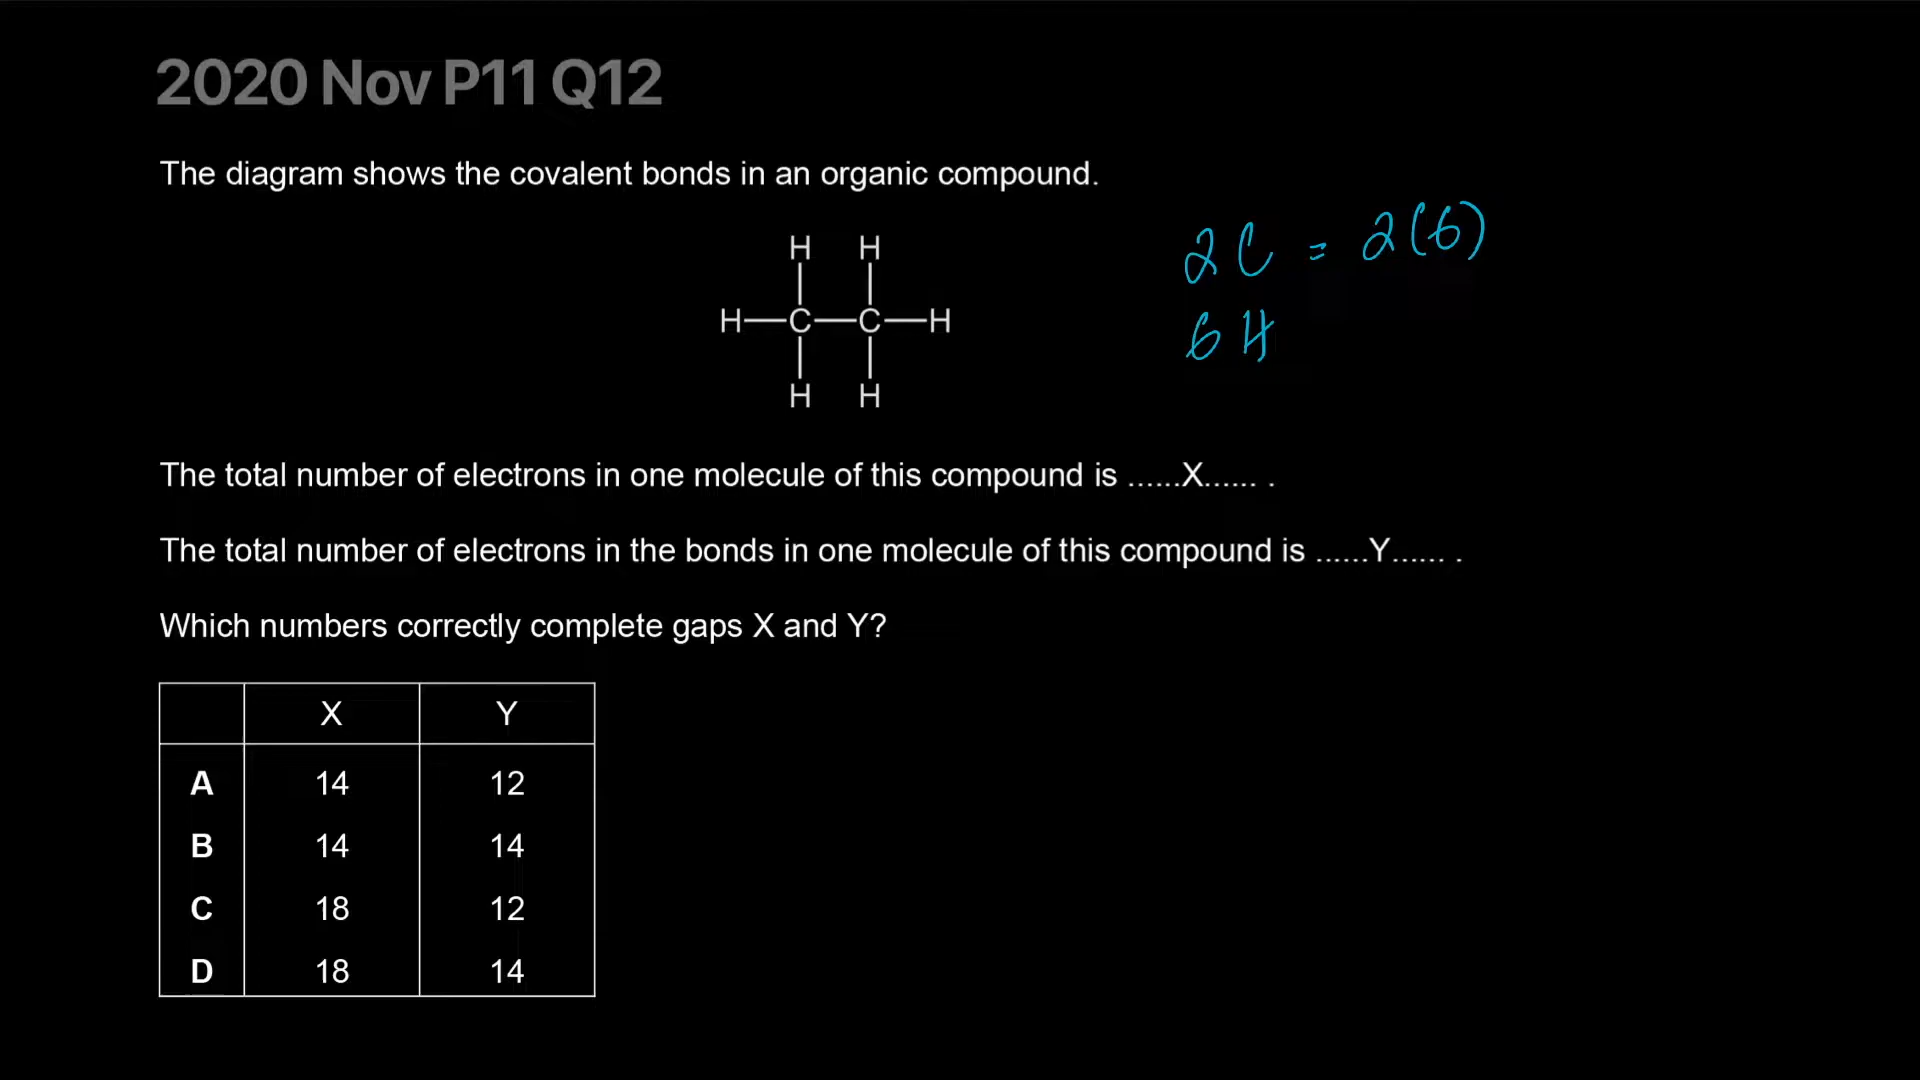 2020 Nov P11 Q12
The diagram shows the covalent bonds in an organic compound.
2C = 2(6)
6H
H H
H—C—C—H
H H
The total number of electrons in one molecule of this compound is ......X...... .
The total number of electrons in the bonds in one molecule of this compound is ......Y...... .
Which numbers correctly complete gaps X and Y?
X Y
A 14 12
B 14 14
C 18 12
D 18 14